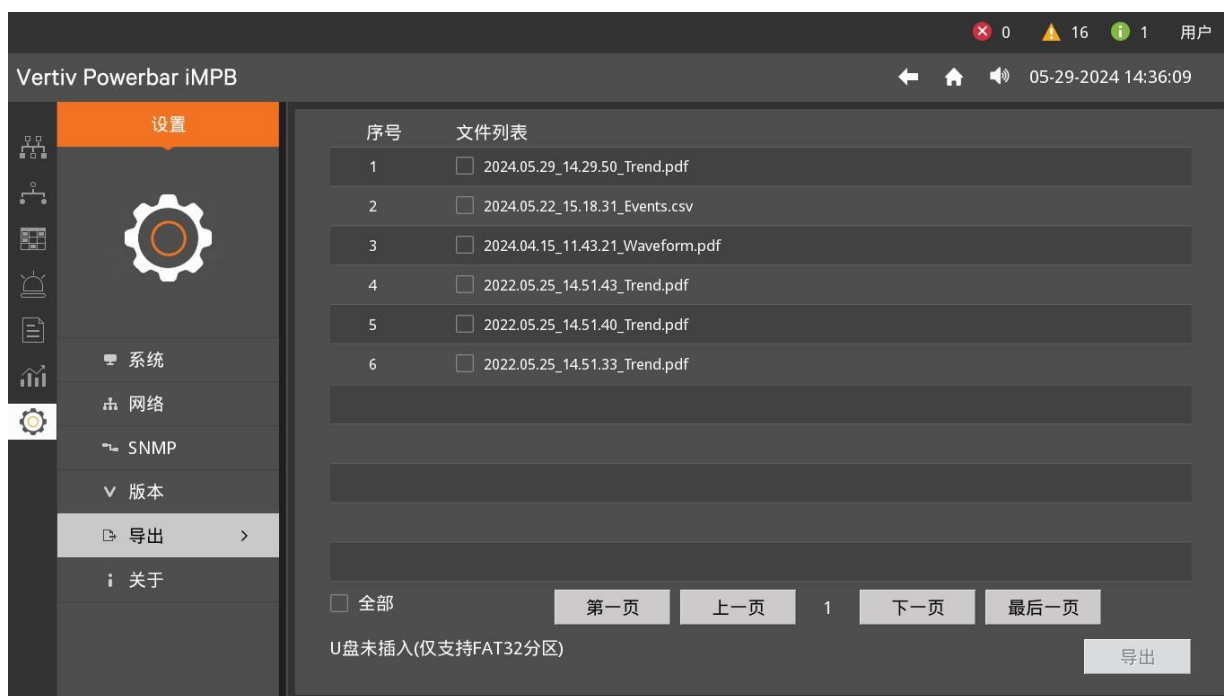 0 16 1 用户
Vertiv Powerbar iMPB 05-29-2024 14:36:09
设置
系统
网络
SNMP
版本
导出
关于
序号 文件列表
1 2024.05.29_14.29.50_Trend.pdf
2 2024.05.22_15.18.31_Events.csv
3 2024.04.15_11.43.21_Waveform.pdf
4 2022.05.25_14.51.43_Trend.pdf
5 2022.05.25_14.51.40_Trend.pdf
6 2022.05.25_14.51.33_Trend.pdf
全部 第一页 上一页 1 下一页 最后一页
U盘未插入(仅支持FAT32分区)
导出